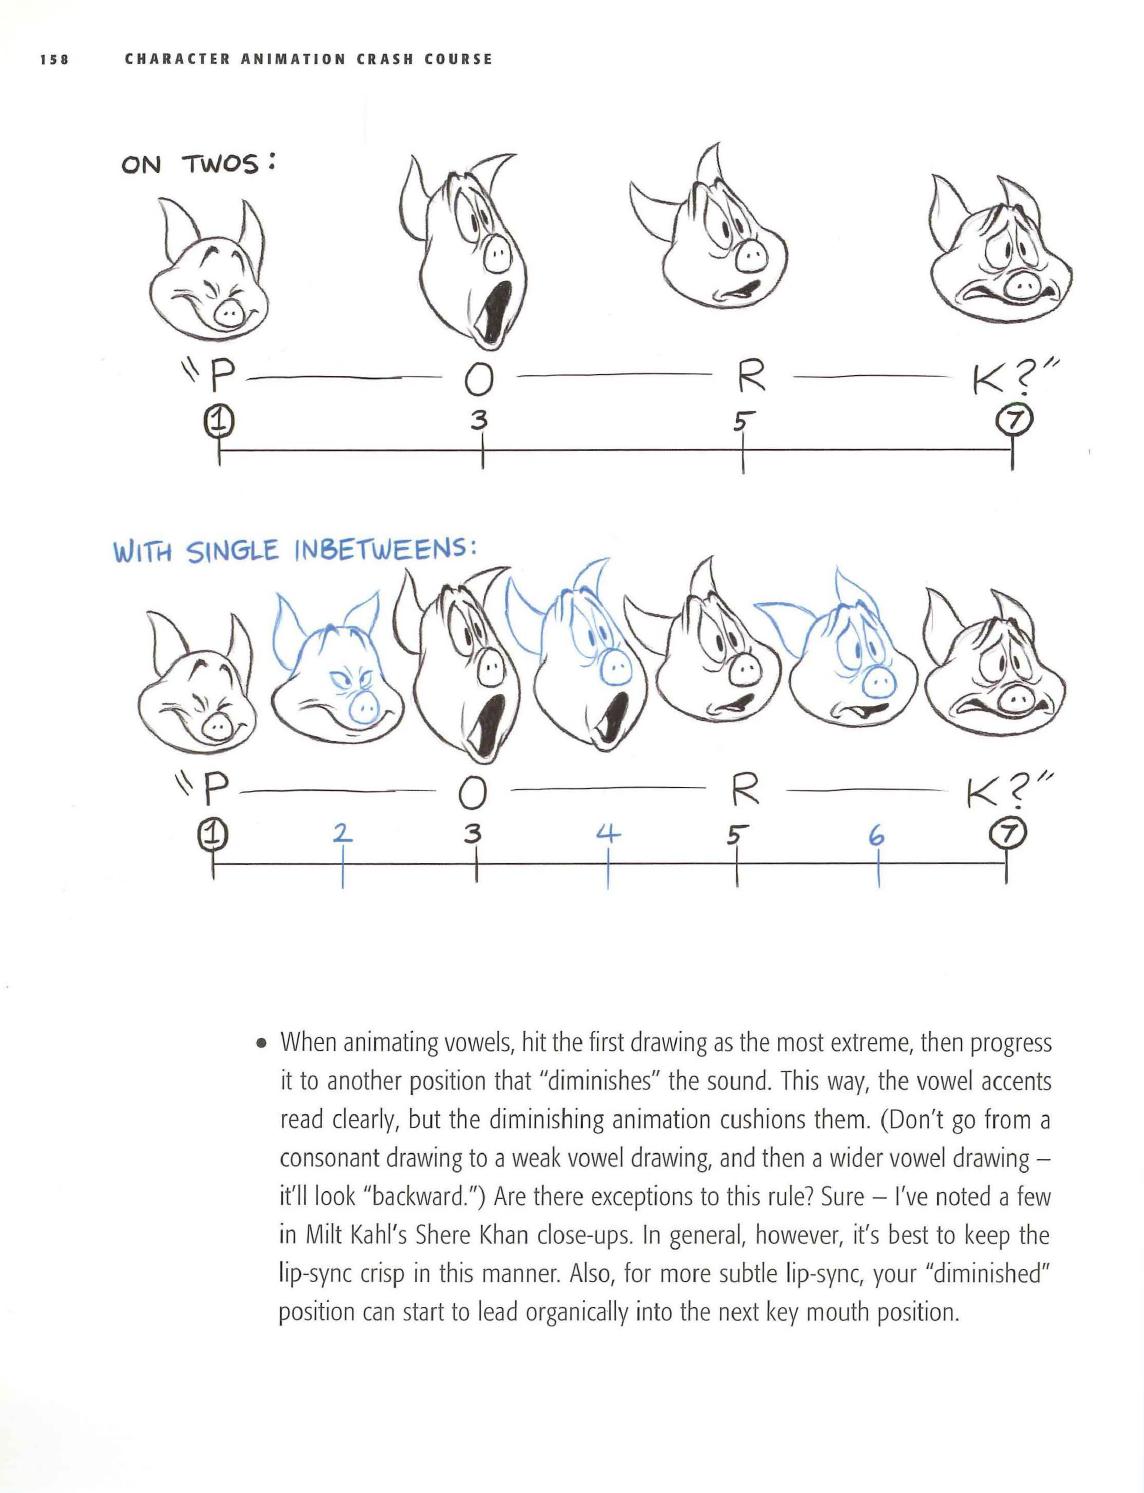 158 CHARACTER ANIMATION CRASH COURSE
ON TWOS:
"P O R K?"
1 3 5 7
WITH SINGLE INBETWEENS:
"P O R K?"
1 2 3 4 5 6 7
• When animating vowels, hit the first drawing as the most extreme, then progress
it to another position that “diminishes” the sound. This way, the vowel accents
read clearly, but the diminishing animation cushions them. (Don’t go from a
consonant drawing to a weak vowel drawing, and then a wider vowel drawing –
it’ll look “backward.”) Are there exceptions to this rule? Sure – I’ve noted a few
in Milt Kahl’s Shere Khan close-ups. In general, however, it’s best to keep the
lip-sync crisp in this manner. Also, for more subtle lip-sync, your “diminished”
position can start to lead organically into the next key mouth position.